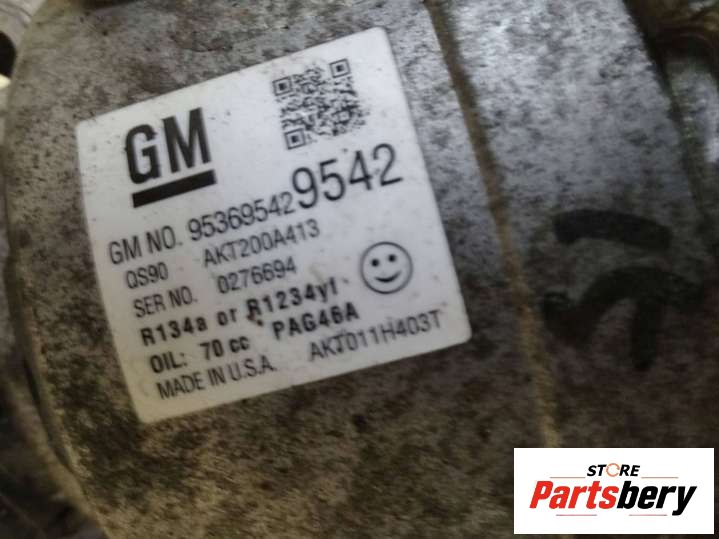 GM
GM NO. 95369542 9542
QS90 AKT200A413
SER NO. 0276694
R134a or R1234yf
OIL: 70 cc PAG46A
MADE IN U.S.A. AKT011H403T
STORE
Partsbery